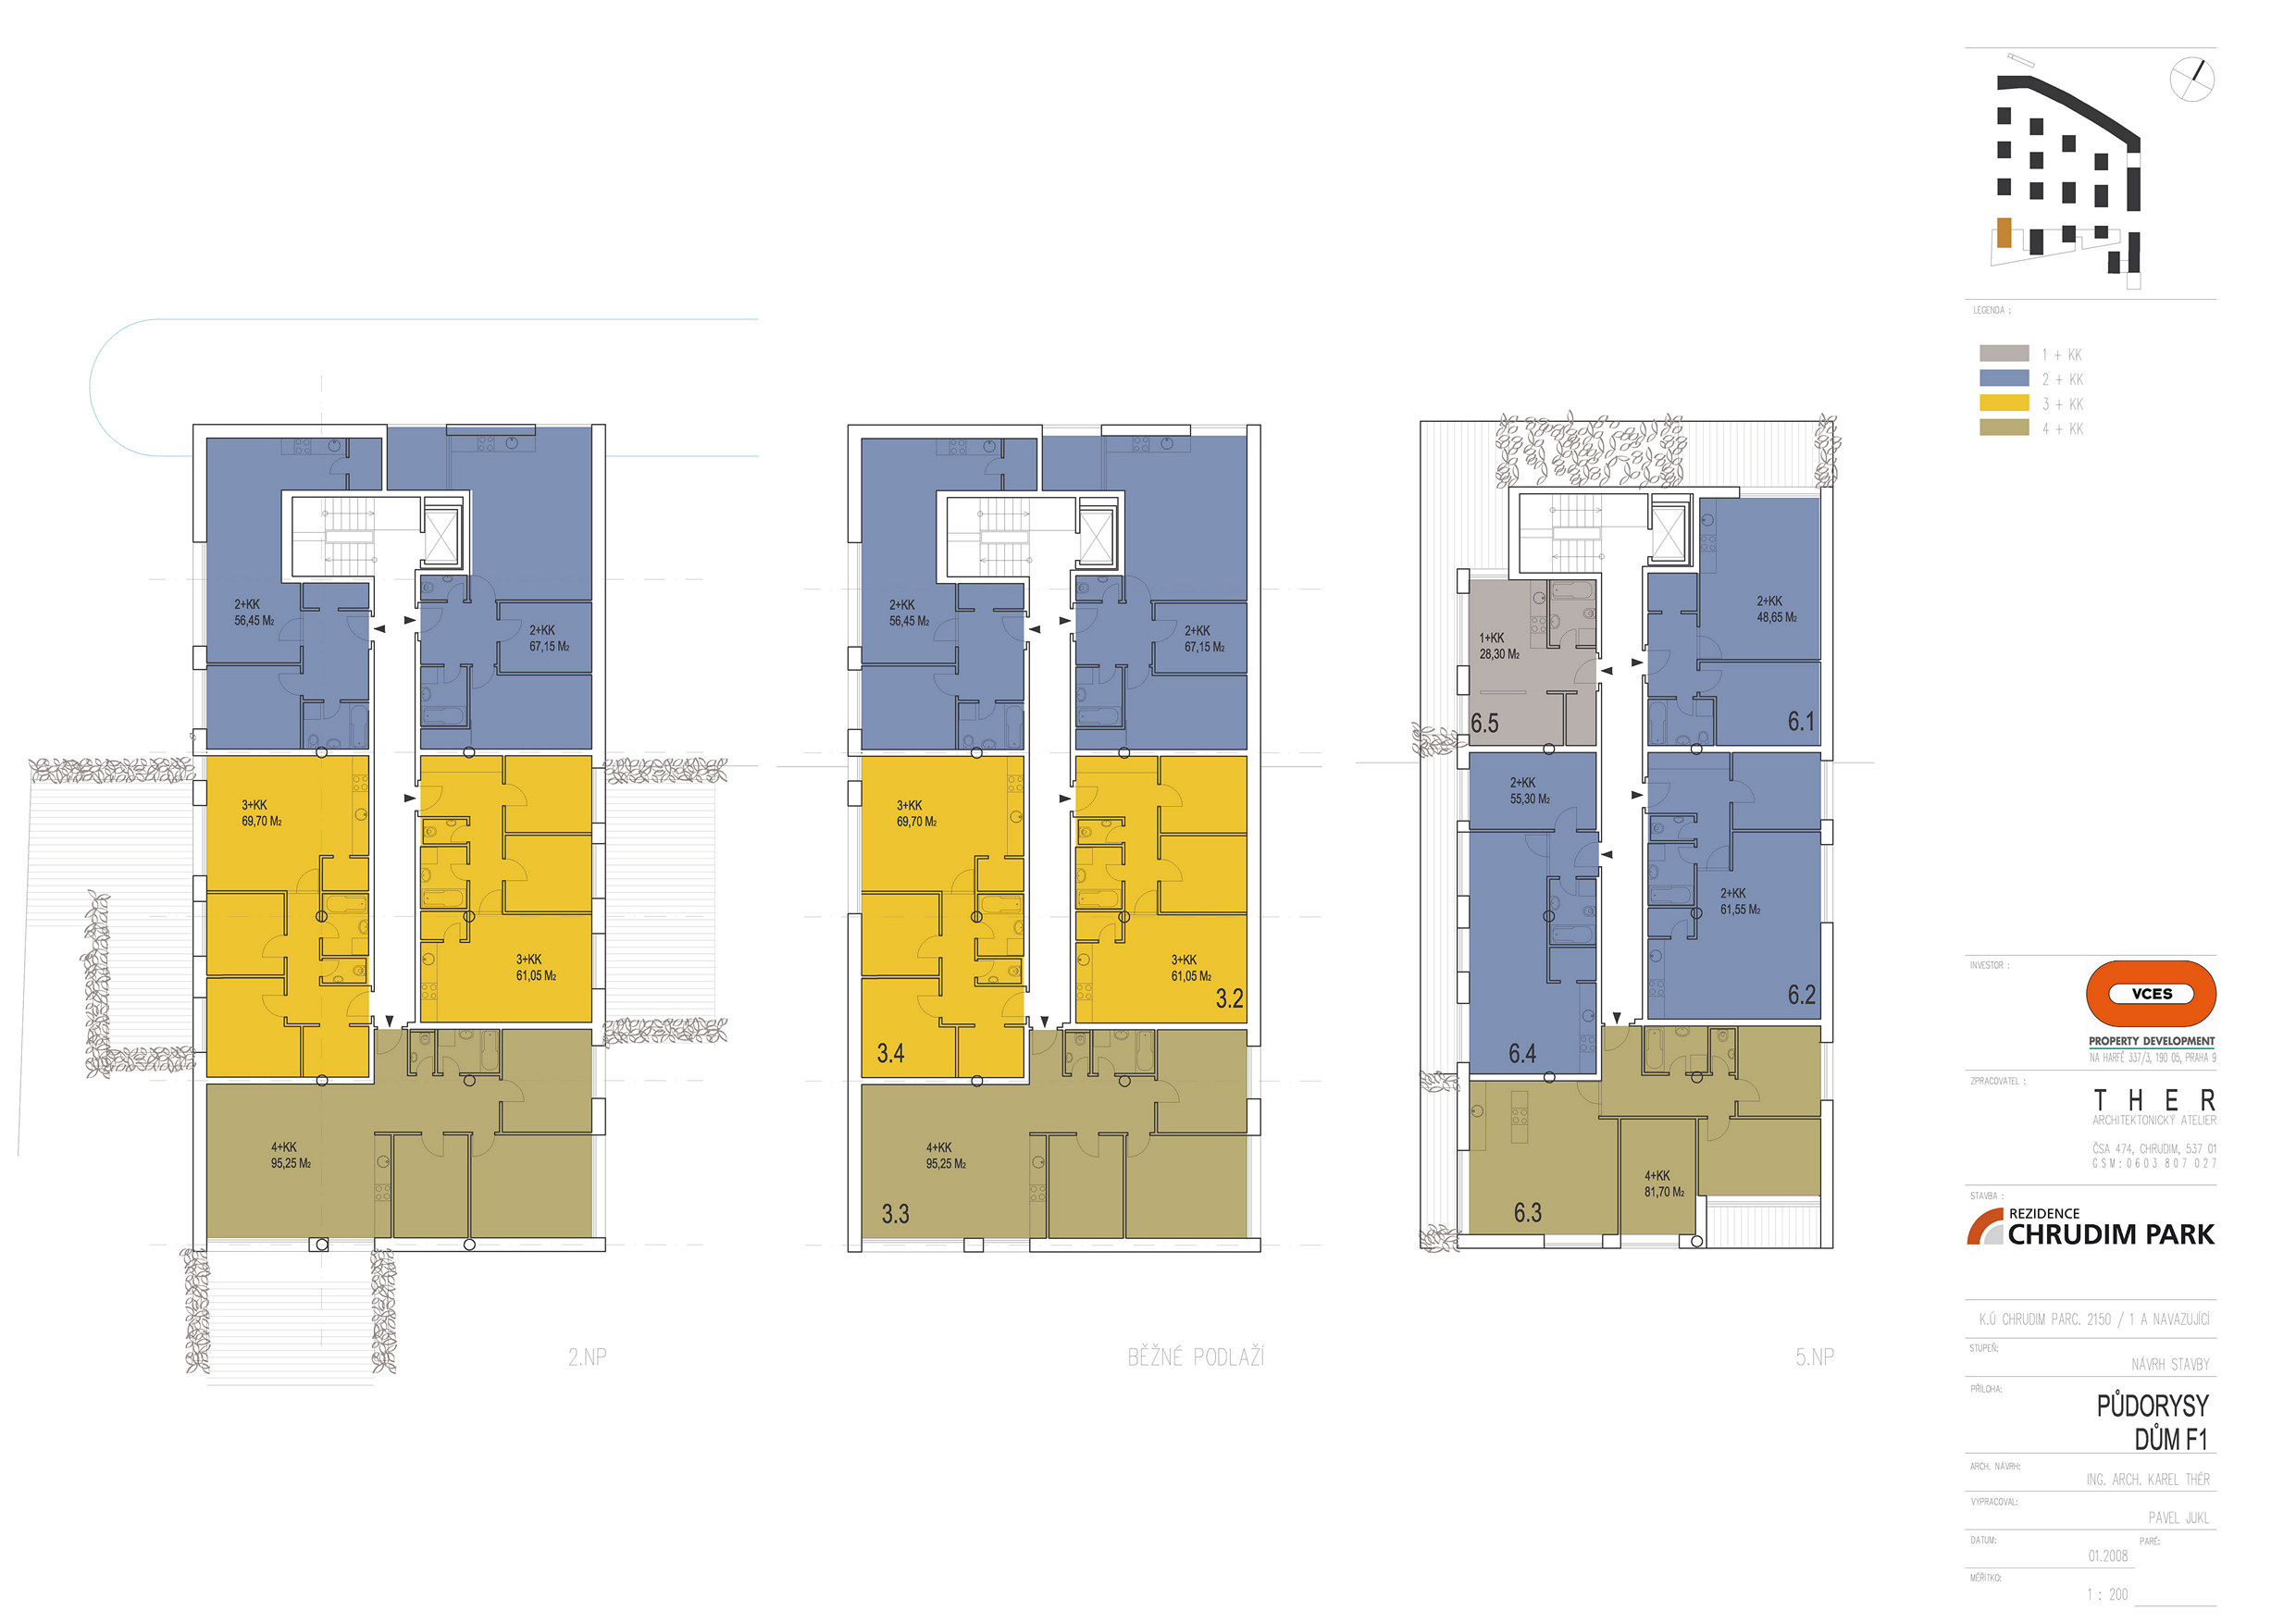 2+KK
56,45 M2
2+KK
67,15 M2
3+KK
69,70 M2
3+KK
61,05 M2
4+KK
95,25 M2
2.NP
2+KK
56,45 M2
2+KK
67,15 M2
3+KK
69,70 M2
3+KK
61,05 M2
3.2
3.4
4+KK
95,25 M2
3.3
BĚŽNÉ PODLAŽÍ
2+KK
48,65 M2
1+KK
28,30 M2
6.5
6.1
2+KK
55,30 M2
2+KK
61,55 M2
6.2
6.4
4+KK
81,70 M2
6.3
5.NP
LEGENDA :
1 + KK
2 + KK
3 + KK
4 + KK
INVESTOR :
VCES
PROPERTY DEVELOPMENT
NA HARFĚ 337/3, 190 05, PRAHA 9
ZPRACOVATEL :
T H E R
ARCHITEKTONICKÝ ATELIER
ČSA 474, CHRUDIM, 537 01
GSM:0603 807 027
STAVBA :
REZIDENCE
CHRUDIM PARK
K.Ú CHRUDIM PARC. 2150 / 1 A NAVAZUJÍCÍ
STUPEŇ:
NÁVRH STAVBY
PŘÍLOHA:
PŮDORYSY
DŮM F1
ARCH. NÁVRH:
ING. ARCH. KAREL THÉR
VYPRACOVAL:
PAVEL JUKL
DATUM:
PARÉ:
01.2008
MĚŘÍTKO:
1 : 200